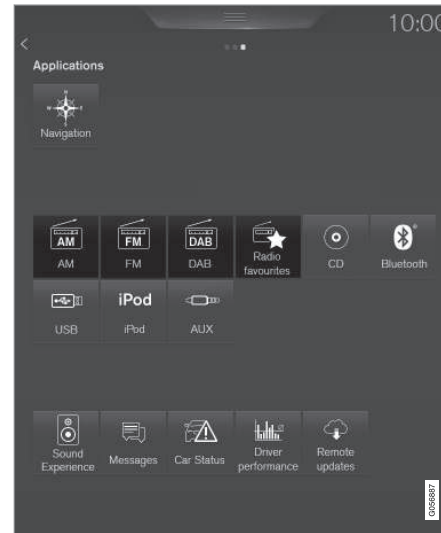 10:00
Applications
W
Navigation
AM FM DAB
AM FM DAB Radio favourites CD Bluetooth
iPod
USB iPod AUX
Sound Experience Messages Car Status Driver performance Remote updates
G056887